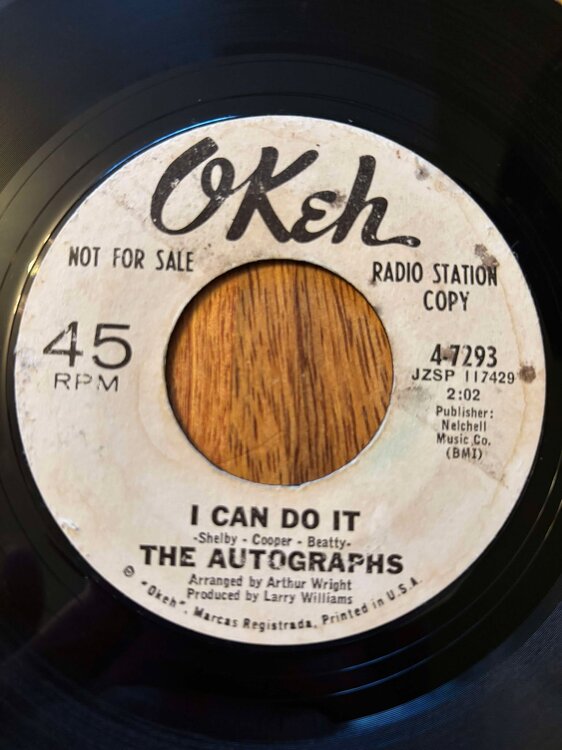 OKeh
NOT FOR SALE
RADIO STATION
COPY
45
RPM
4-7293
JZSP 117429
2:02
Publisher:
Nelchell
Music Co.
(BMI)
I CAN DO IT
-Shelby - Cooper - Beatty-
THE AUTOGRAPHS
Arranged by Arthur Wright
Produced by Larry Williams
© "Okeh", Marcas Registrada. Printed in U.S.A.